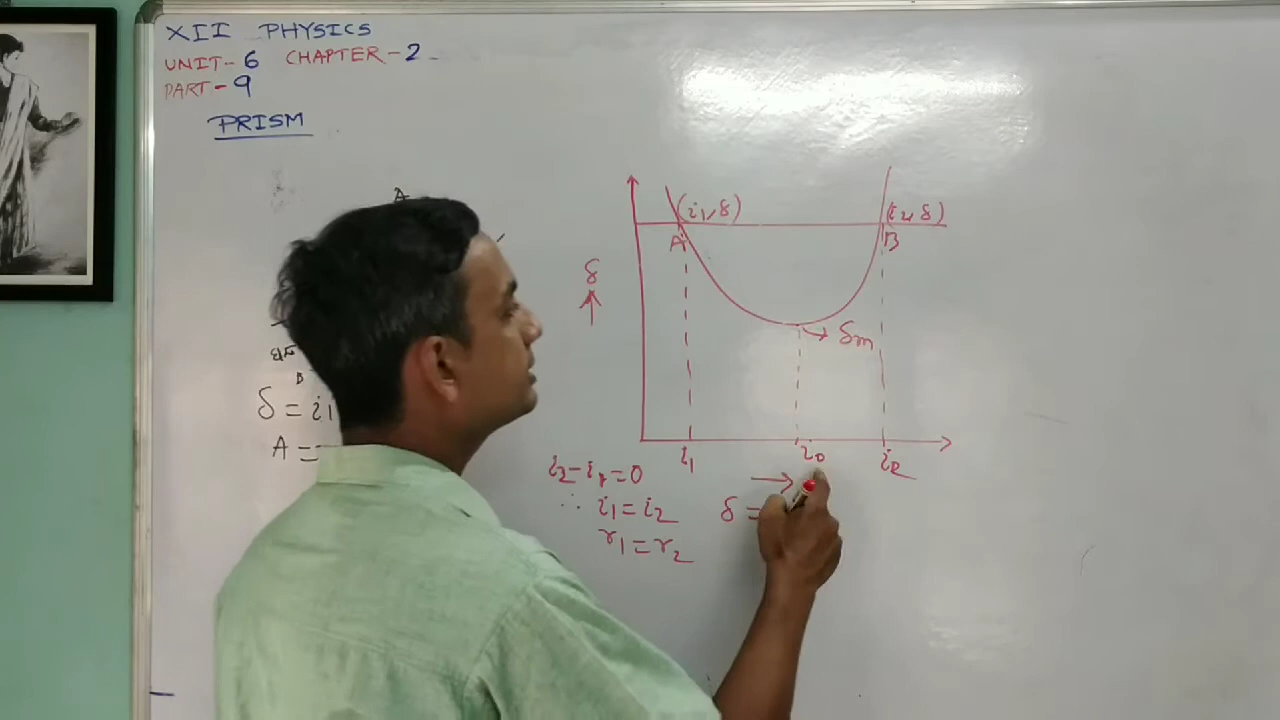 XII PHYSICS
UNIT-6 CHAPTER-2
PART-9
PRISM
A
(i1, δ)
(i2, δ)
A
B
δ
δm
i1
i0
i2
B
δ = i1
A =
i2-i1=0
∴ i1=i2
r1=r2
δ =